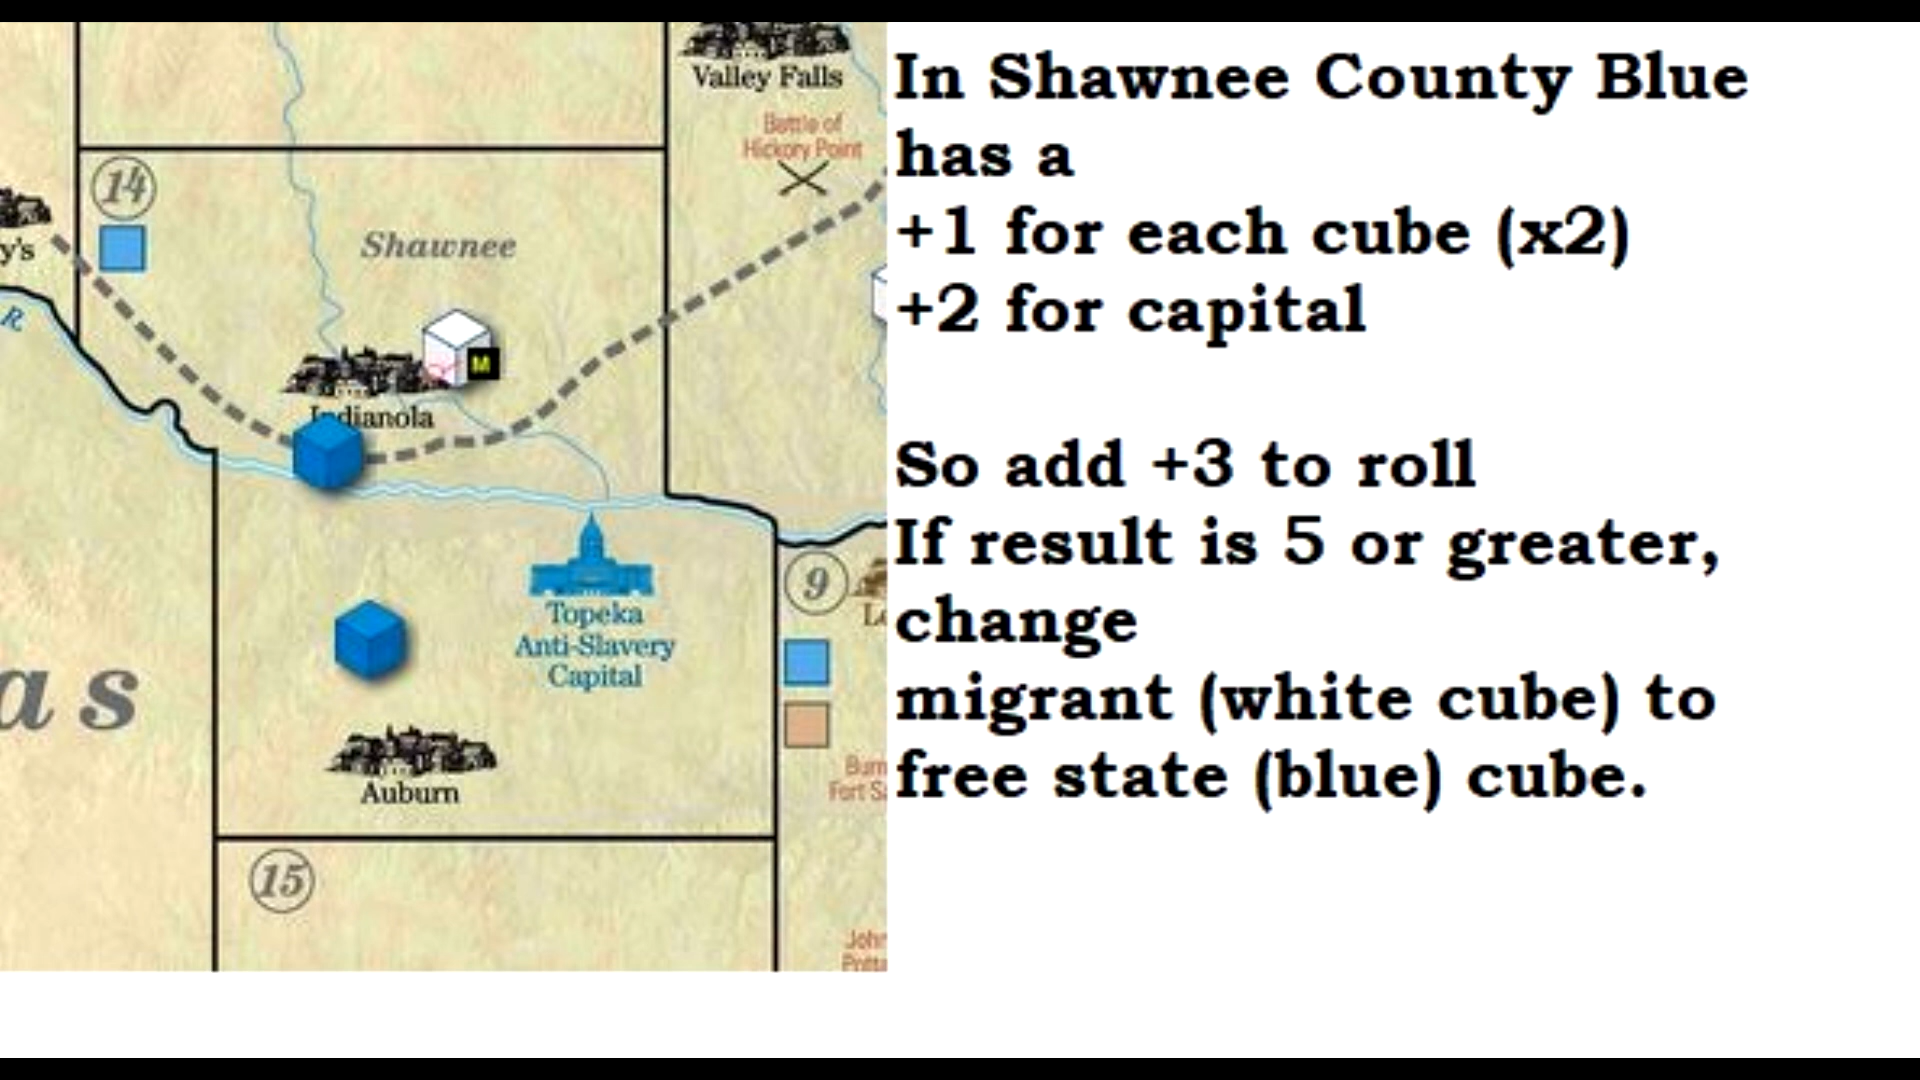 Valley Falls
Battle of
Hickory Point
14
y's
Shawnee
R
M
Indianola
Topeka
Anti-Slavery
Capital
9
as
Auburn
15
In Shawnee County Blue
has a
+1 for each cube (x2)
+2 for capital
So add +3 to roll
If result is 5 or greater,
change
migrant (white cube) to
free state (blue) cube.